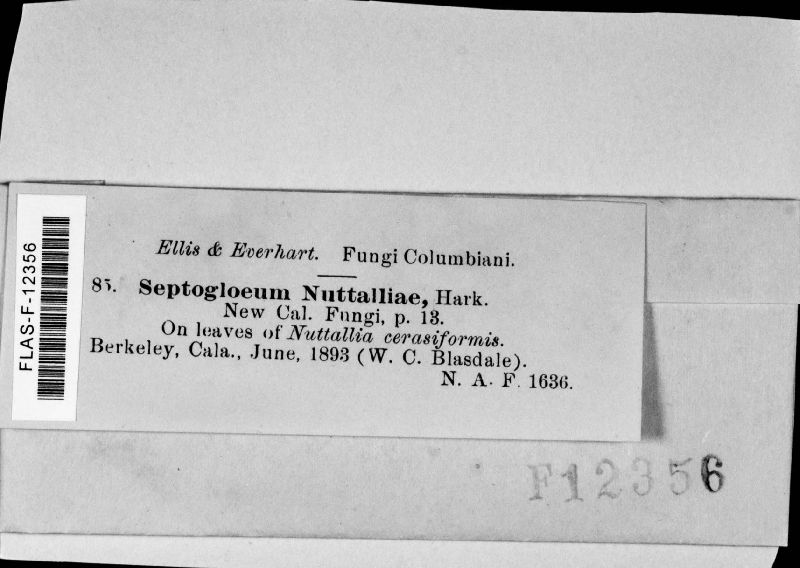 Ellis & Everhart. Fungi Columbiani.
85. Septogloeum Nuttalliae, Hark.
New Cal. Fungi, p. 13.
On leaves of Nuttallia cerasiformis.
Berkeley, Cala., June, 1893 (W. C. Blasdale).
N. A. F. 1636.
FLAS-F-12356
F12356